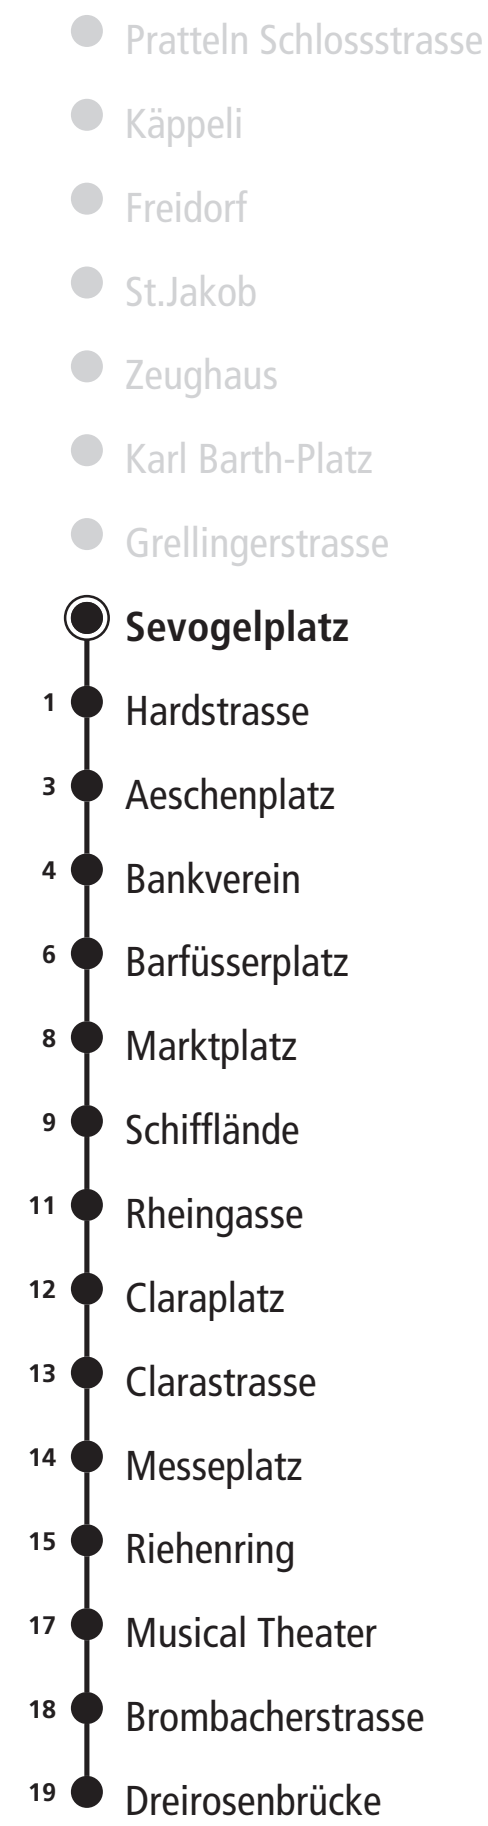 Pratteln Schlossstrasse
Käppeli
Freidorf
St.Jakob
Zeughaus
Karl Barth-Platz
Grellingerstrasse
Sevogelplatz
1 Hardstrasse
3 Aeschenplatz
4 Bankverein
6 Barfüsserplatz
8 Marktplatz
9 Schifflände
11 Rheingasse
12 Claraplatz
13 Clarastrasse
14 Messeplatz
15 Riehenring
17 Musical Theater
18 Brombacherstrasse
19 Dreirosenbrücke